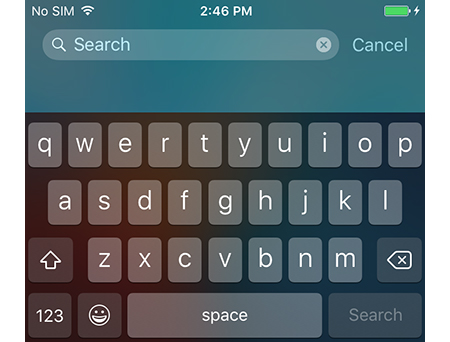 No SIM 2:46 PM
Search Cancel
q w e r t y u i o p
a s d f g h j k l
z x c v b n m
123 space Search